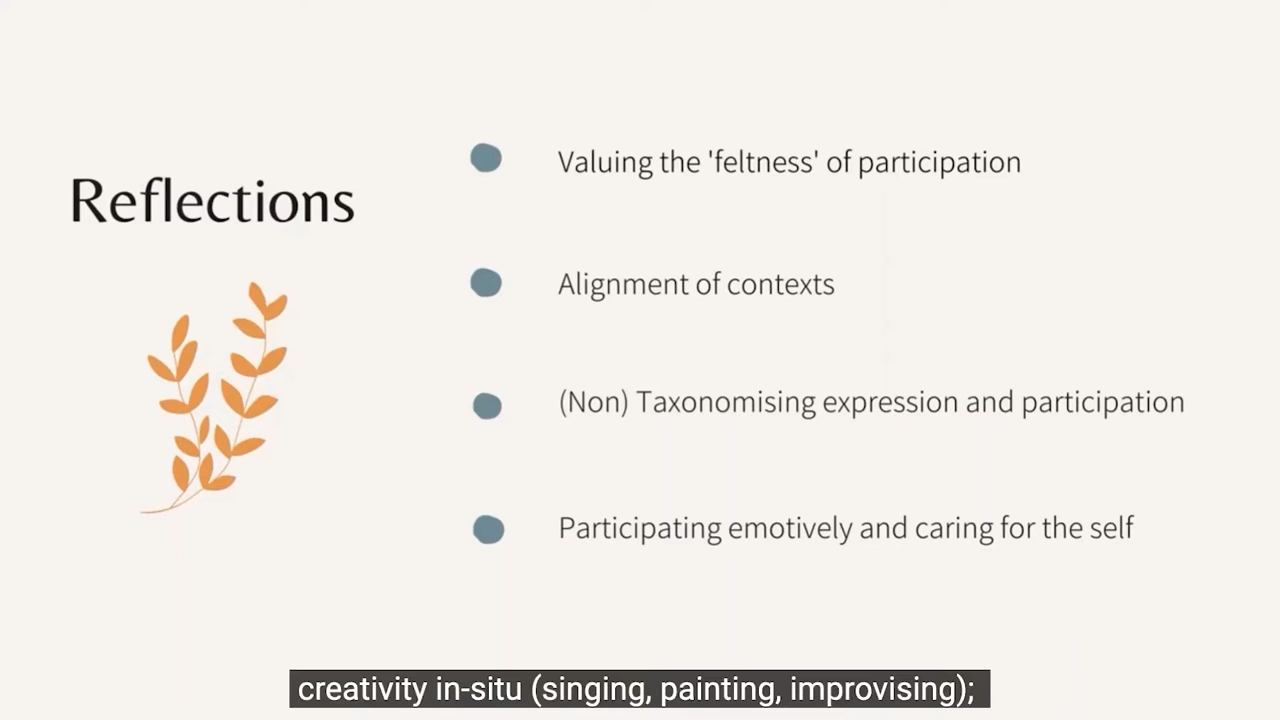 Reflections
Valuing the 'feltness' of participation
Alignment of contexts
(Non) Taxonomising expression and participation
Participating emotively and caring for the self
creativity in-situ (singing, painting, improvising);